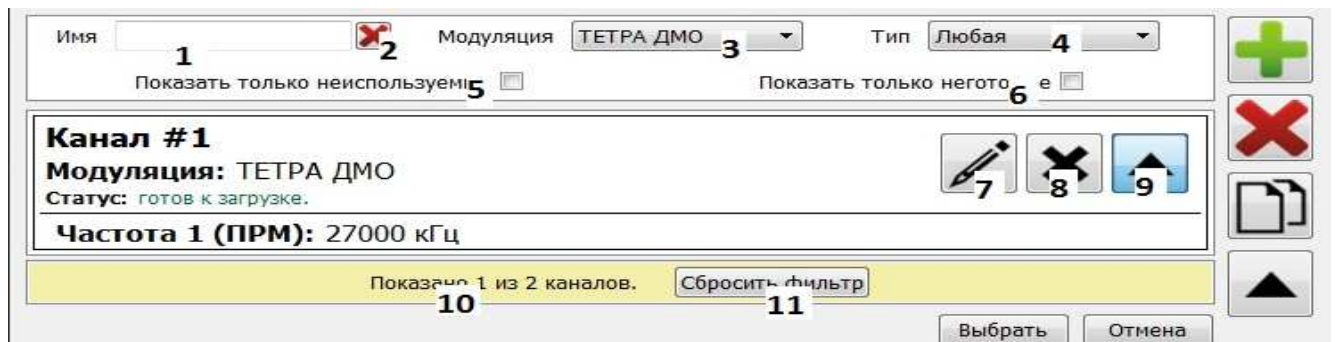 Имя 1 2 Модуляция ТЕТРА ДМО 3 Тип Любая 4
Показать только неиспользуемы 5 Показать только негото 6 е
Канал #1
Модуляция: ТЕТРА ДМО
Статус: готов к загрузке.
7 8 9
Частота 1 (ПРМ): 27000 кГц
Показано 1 из 2 каналов. Сбросить фильтр
10 11
Выбрать Отмена